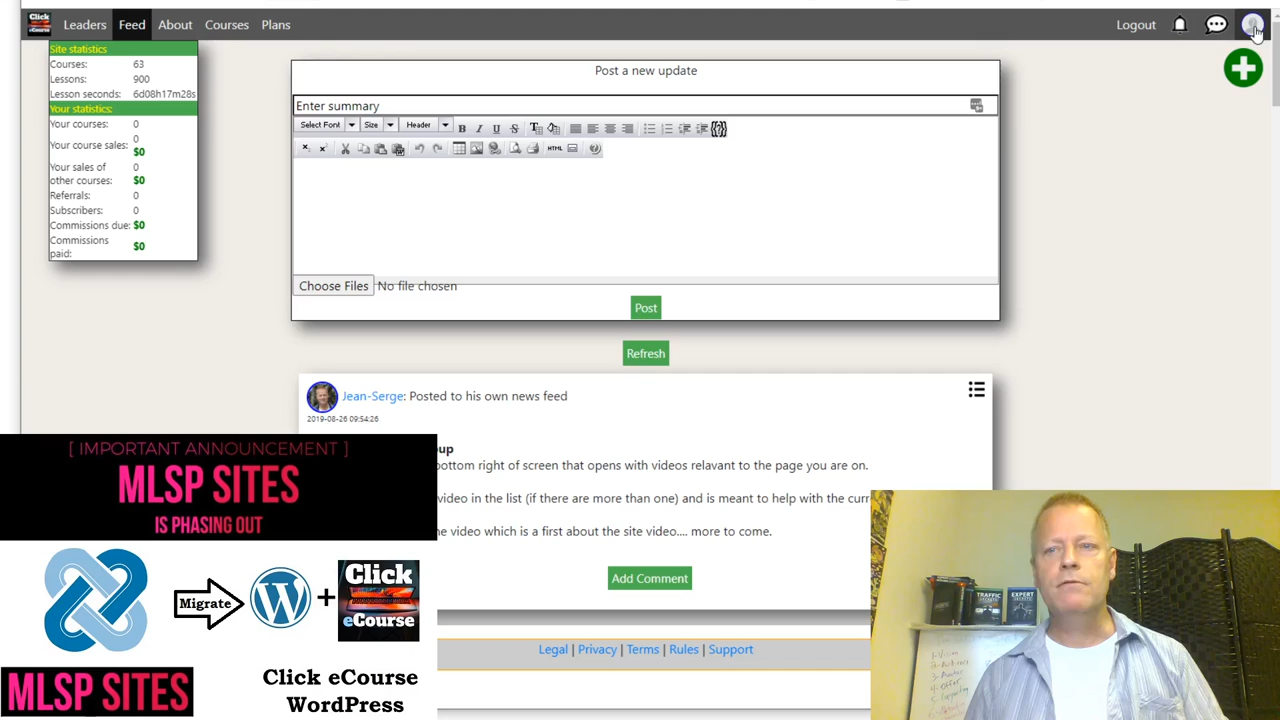 Click eCourse Leaders Feed About Courses Plans Logout
Site statistics
Courses: 63
Lessons: 900
Lesson seconds: 6d08h17m28s
Your statistics:
Your courses: 0
Your course sales: 0
$0
Your sales of other courses: 0
$0
Referrals: 0
Subscribers: 0
Commissions due: $0
Commissions paid: $0
Post a new update
Enter summary
Select Font Size Header B I U S
HTML
Choose Files No file chosen
Post
Refresh
Jean-Serge: Posted to his own news feed
2019-08-26 09:54:26
oup
bottom right of screen that opens with videos relavant to the page you are on.
video in the list (if there are more than one) and is meant to help with the curr
ne video which is a first about the site video.... more to come.
Add Comment
Legal | Privacy | Terms | Rules | Support
[ IMPORTANT ANNOUNCEMENT ]
MLSP SITES
IS PHASING OUT
Migrate
W
+
Click
eCourse
MLSP SITES
Click eCourse
WordPress
TRAFFIC
SECRETS
EXPERT
SECRETS